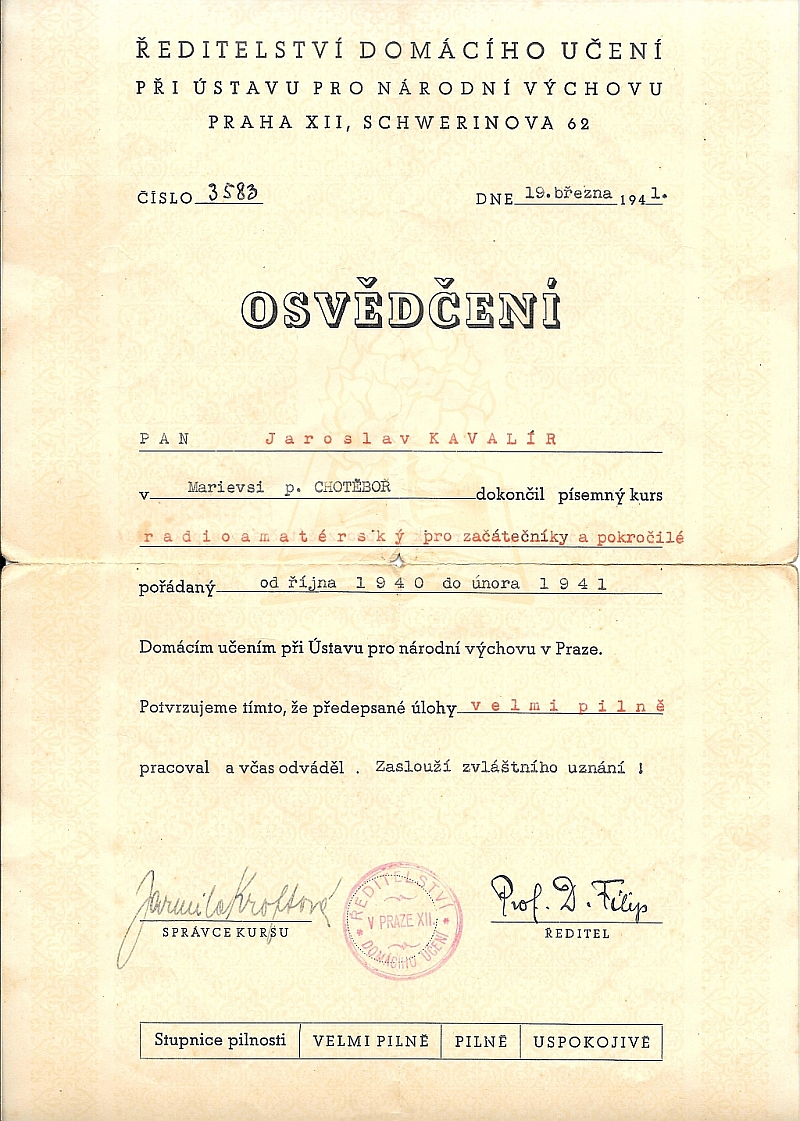 ŘEDITELSTVÍ DOMÁCÍHO UČENÍ
PŘI ÚSTAVU PRO NÁRODNÍ VÝCHOVU
PRAHA XII, SCHWERINOVA 62
ČÍSLO 3583 DNE 19. března 1941.
OSVĚDČENÍ
PAN Jaroslav KAVALÍR
v Marievsi p. CHOTĚBOŘ dokončil písemný kurs
radioamatérský pro začátečníky a pokročilé
pořádaný od října 1940 do února 1941
Domácím učením při Ústavu pro národní výchovu v Praze.
Potvrzujeme tímto, že předepsané úlohy velmi pilně
pracoval a včas odváděl . Zaslouží zvláštního uznání !
Jarmila Kroftová Prof. D. Filip
SPRÁVCE KURSU ŘEDITEL
ŘEDITELSTVÍ
V PRAZE XII.
DOMÁCÍHO UČENÍ
Stupnice pilnosti VELMI PILNĚ PILNĚ USPOKOJIVĚ